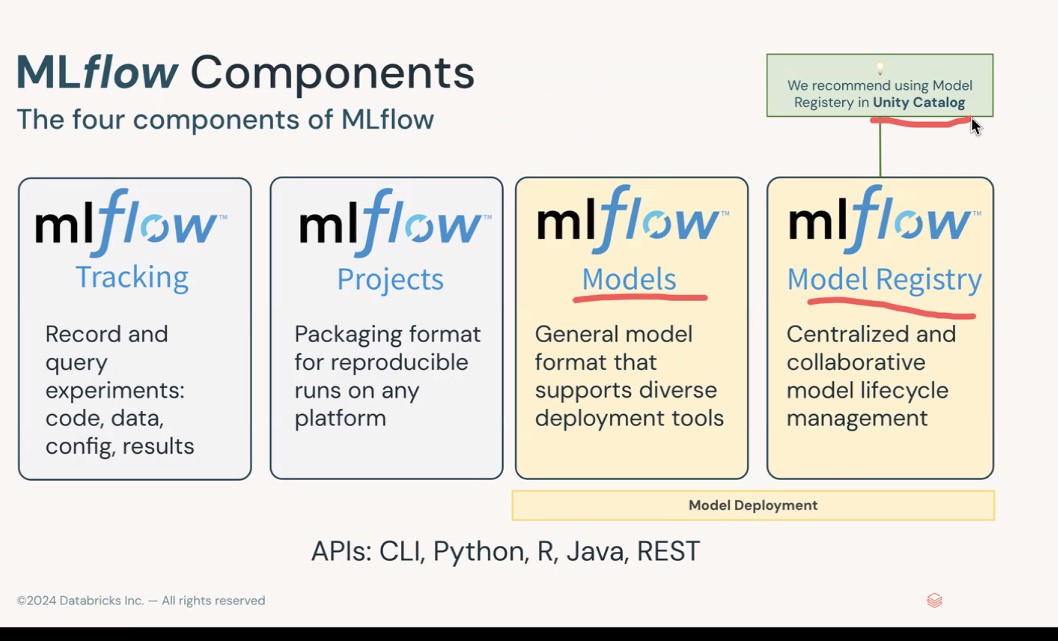 MLflow Components
The four components of MLflow
We recommend using Model
Registery in Unity Catalog
mlflow™
Tracking
Record and
query
experiments:
code, data,
config, results
mlflow™
Projects
Packaging format
for reproducible
runs on any
platform
mlflow™
Models
General model
format that
supports diverse
deployment tools
mlflow™
Model Registry
Centralized and
collaborative
model lifecycle
management
Model Deployment
APIs: CLI, Python, R, Java, REST
©2024 Databricks Inc. — All rights reserved